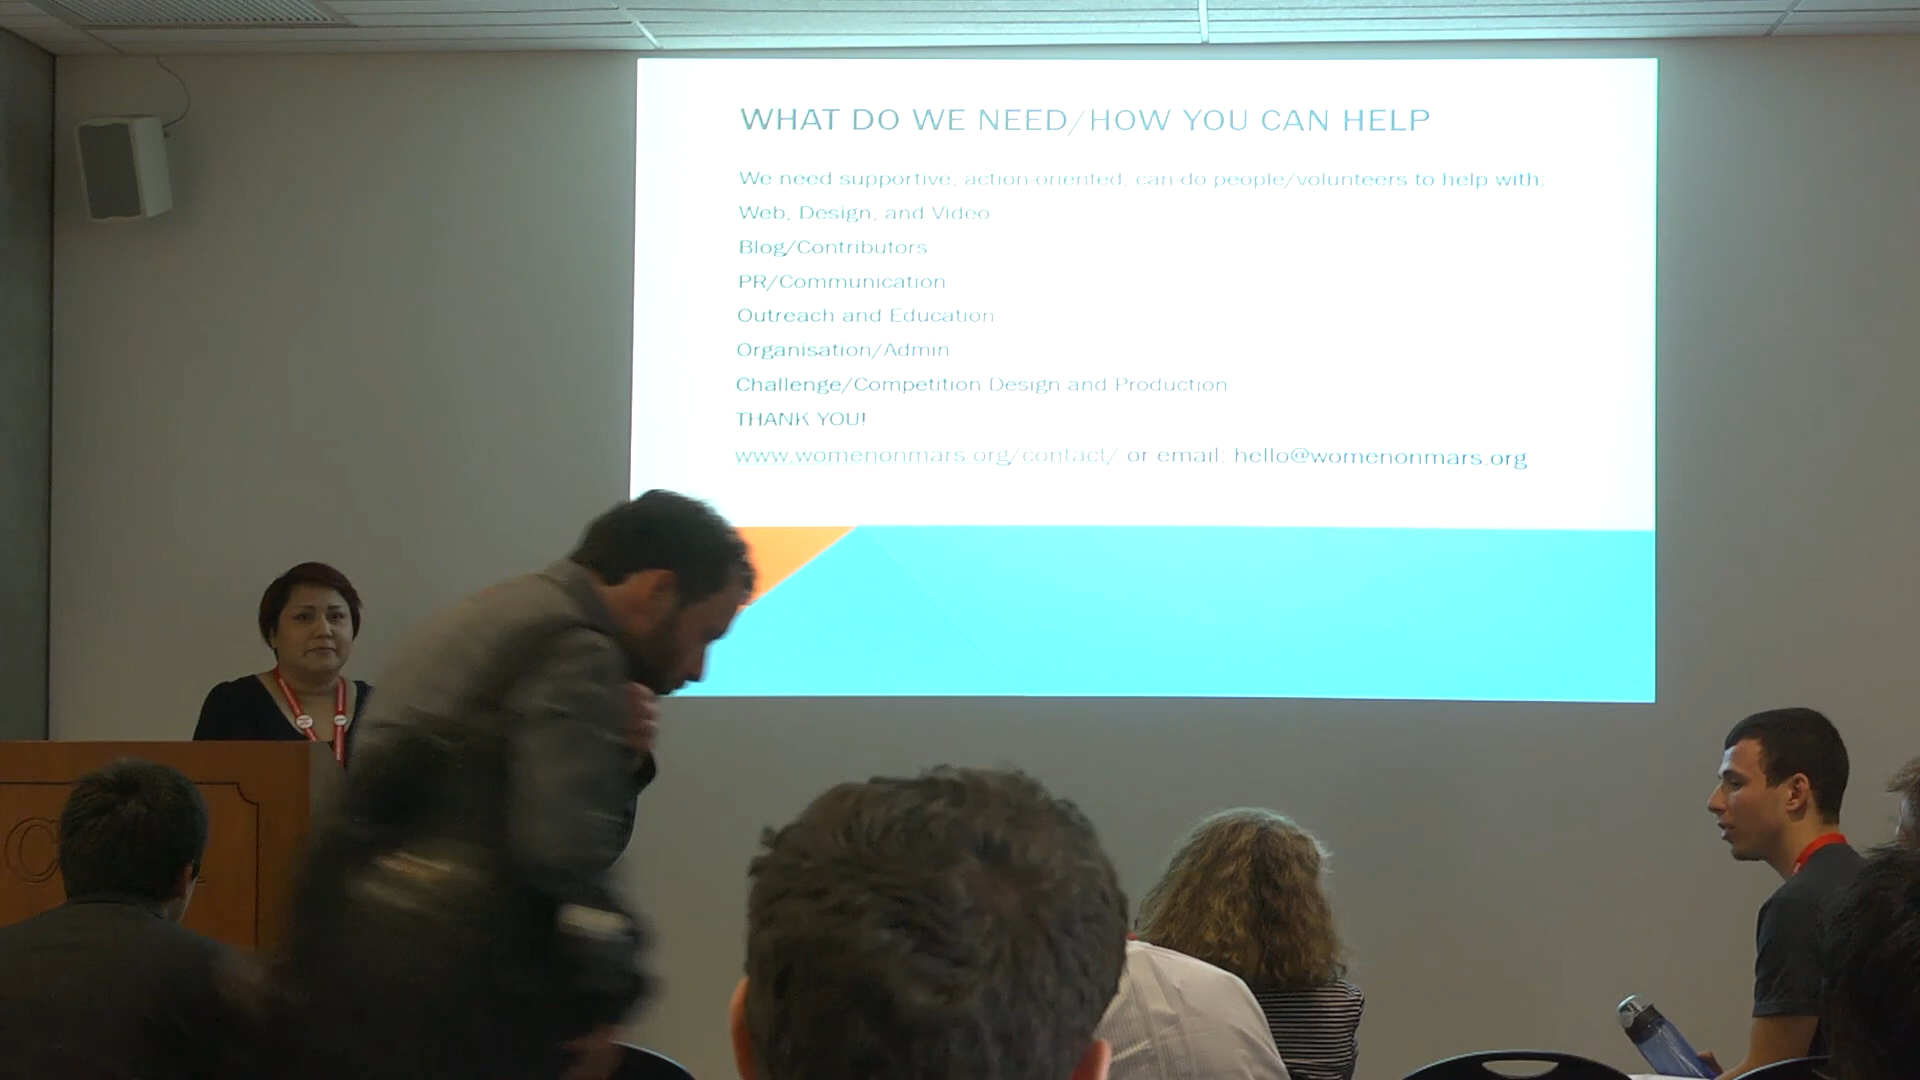 WHAT DO WE NEED/HOW YOU CAN HELP
We need supportive, action-oriented, can-do people/volunteers to help with:
Web, Design, and Video
Blog/Contributors
PR/Communication
Outreach and Education
Organisation/Admin
Challenge/Competition Design and Production
THANK YOU!
www.womenonmars.org/contact/ or email: hello@womenonmars.org